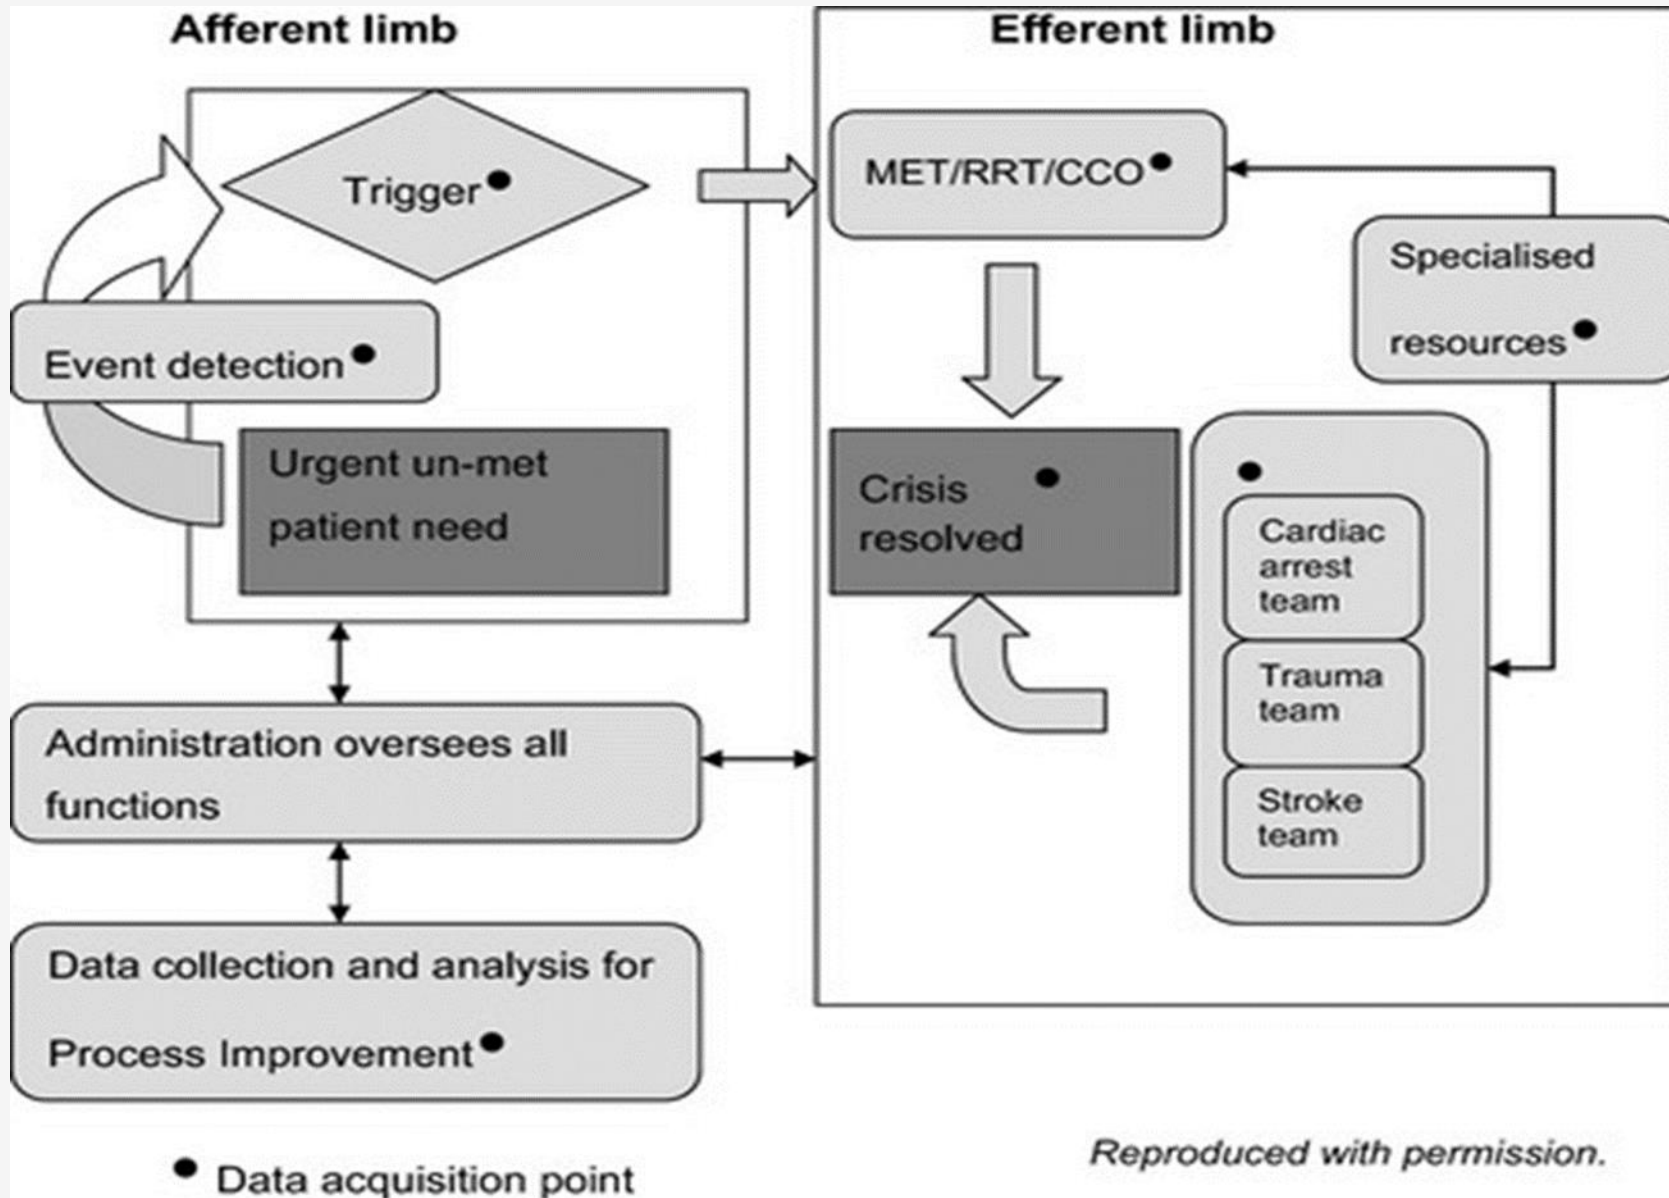 Afferent limb
Trigger
Event detection
Urgent un-met
patient need
Administration oversees all
functions
Data collection and analysis for
Process Improvement
Data acquisition point
Efferent limb
MET/RRT/CCO
Specialised
resources
Crisis
resolved
Cardiac
arrest
team
Trauma
team
Stroke
team
Reproduced with permission.